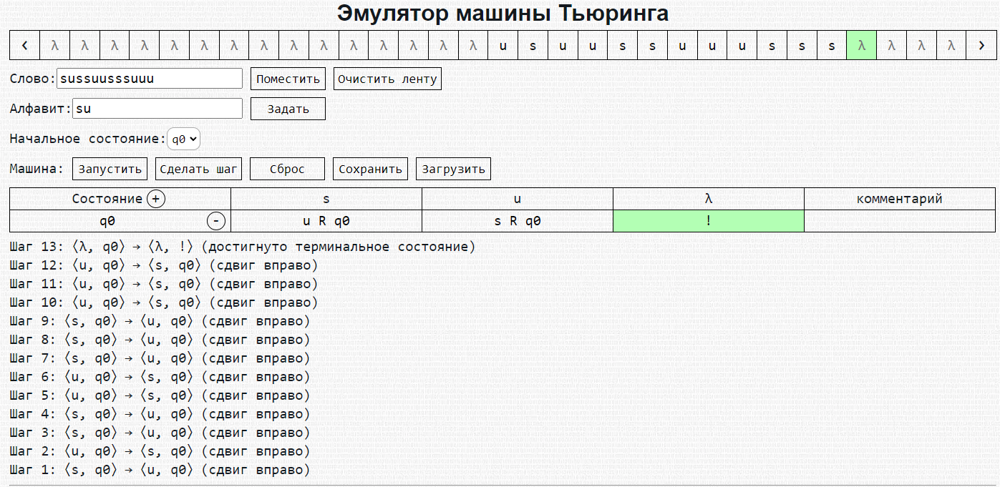 Эмулятор машины Тьюринга
< λ λ λ λ λ λ λ λ λ λ λ λ λ λ λ u s u u s s u u u s s s λ λ λ λ >
Слово: sussuusssuuu Поместить Очистить ленту
Алфавит: su Задать
Начальное состояние: q0
Машина: Запустить Сделать шаг Сброс Сохранить Загрузить
Состояние + s u λ комментарий
q0 - u R q0 s R q0 !
Шаг 13: ⟨λ, q0⟩ → ⟨λ, !⟩ (достигнуто терминальное состояние)
Шаг 12: ⟨u, q0⟩ → ⟨s, q0⟩ (сдвиг вправо)
Шаг 11: ⟨u, q0⟩ → ⟨s, q0⟩ (сдвиг вправо)
Шаг 10: ⟨u, q0⟩ → ⟨s, q0⟩ (сдвиг вправо)
Шаг 9: ⟨s, q0⟩ → ⟨u, q0⟩ (сдвиг вправо)
Шаг 8: ⟨s, q0⟩ → ⟨u, q0⟩ (сдвиг вправо)
Шаг 7: ⟨s, q0⟩ → ⟨u, q0⟩ (сдвиг вправо)
Шаг 6: ⟨u, q0⟩ → ⟨s, q0⟩ (сдвиг вправо)
Шаг 5: ⟨u, q0⟩ → ⟨s, q0⟩ (сдвиг вправо)
Шаг 4: ⟨s, q0⟩ → ⟨u, q0⟩ (сдвиг вправо)
Шаг 3: ⟨s, q0⟩ → ⟨u, q0⟩ (сдвиг вправо)
Шаг 2: ⟨u, q0⟩ → ⟨s, q0⟩ (сдвиг вправо)
Шаг 1: ⟨s, q0⟩ → ⟨u, q0⟩ (сдвиг вправо)